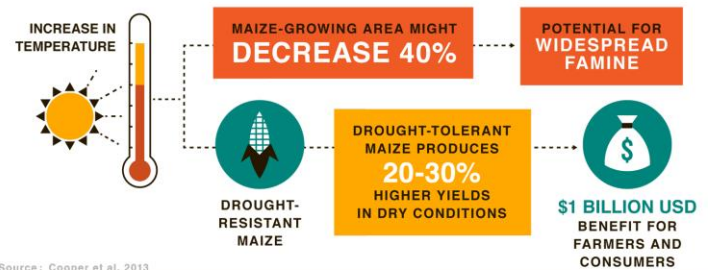 INCREASE IN
TEMPERATURE
MAIZE-GROWING AREA MIGHT
DECREASE 40%
POTENTIAL FOR
WIDESPREAD
FAMINE
DROUGHT-
RESISTANT
MAIZE
DROUGHT-TOLERANT
MAIZE PRODUCES
20-30%
HIGHER YIELDS
IN DRY CONDITIONS
$
$1 BILLION USD
BENEFIT FOR
FARMERS AND
CONSUMERS
Source: Cooper et al. 2013